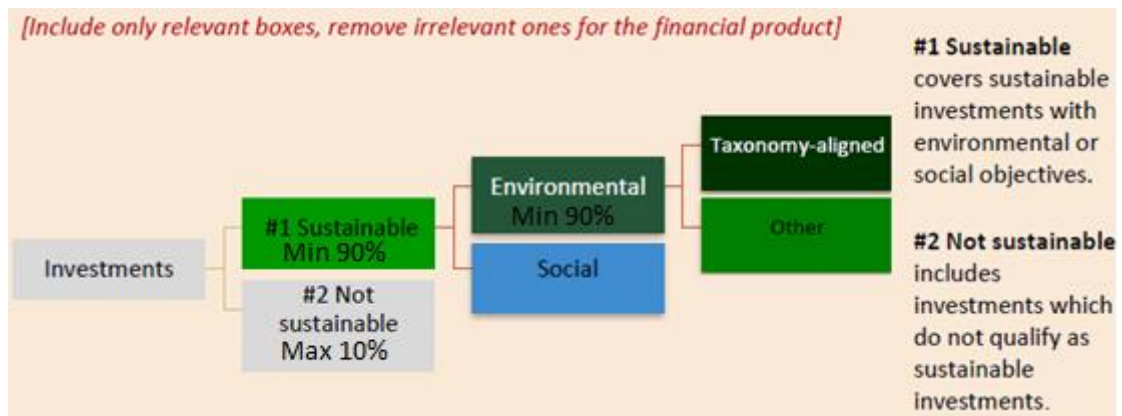 [Include only relevant boxes, remove irrelevant ones for the financial product]
Investments
#1 Sustainable
Min 90%
#2 Not
sustainable
Max 10%
Environmental
Min 90%
Social
Taxonomy-aligned
Other
#1 Sustainable
covers sustainable
investments with
environmental or
social objectives.
#2 Not sustainable
includes
investments which
do not qualify as
sustainable
investments.